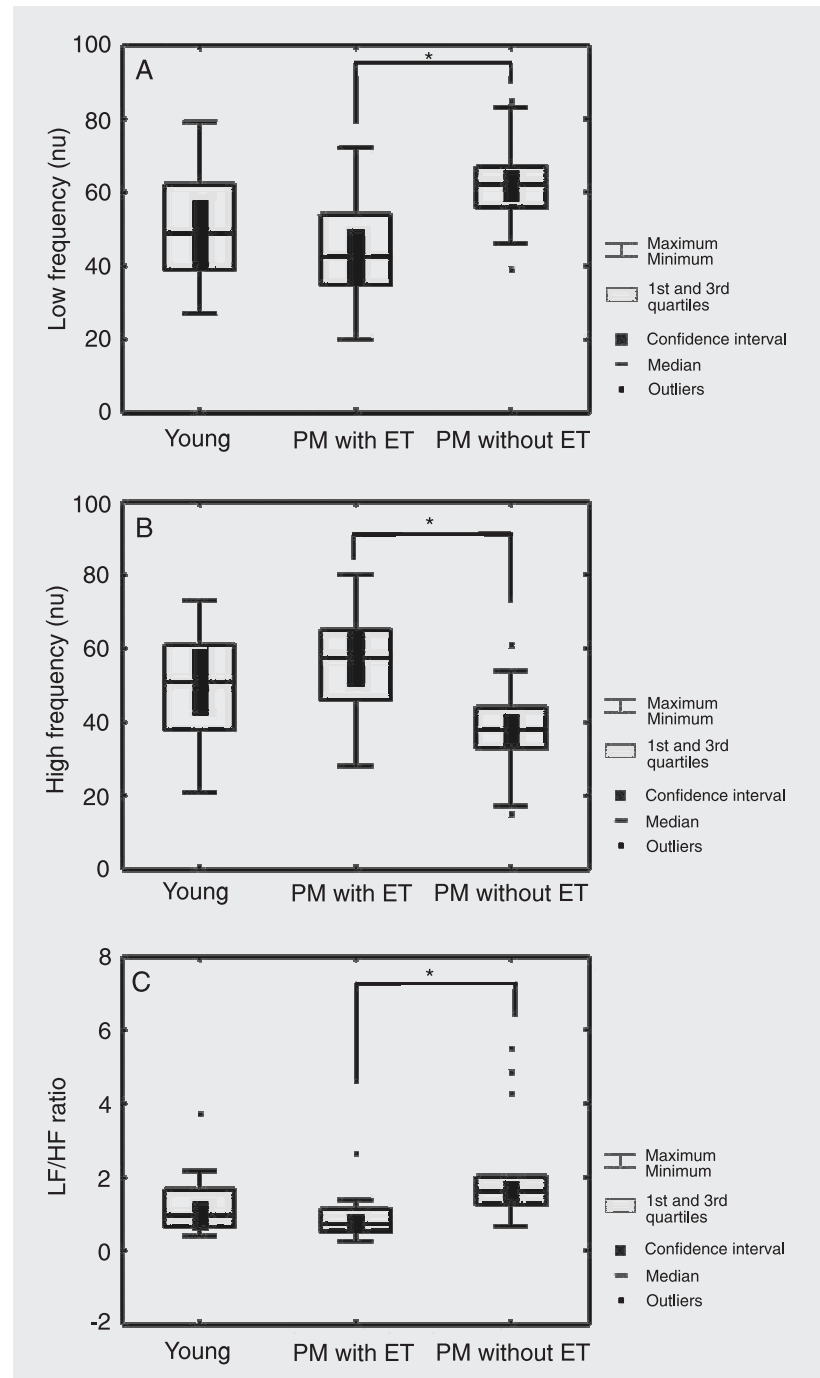 A
*
100
80
60
40
20
0
Low frequency (nu)
Young
PM with ET
PM without ET
Maximum
Minimum
1st and 3rd
quartiles
Confidence interval
Median
Outliers
B
*
100
80
60
40
20
0
High frequency (nu)
Young
PM with ET
PM without ET
Maximum
Minimum
1st and 3rd
quartiles
Confidence interval
Median
Outliers
C
*
8
6
4
2
0
-2
LF/HF ratio
Young
PM with ET
PM without ET
Maximum
Minimum
1st and 3rd
quartiles
Confidence interval
Median
Outliers